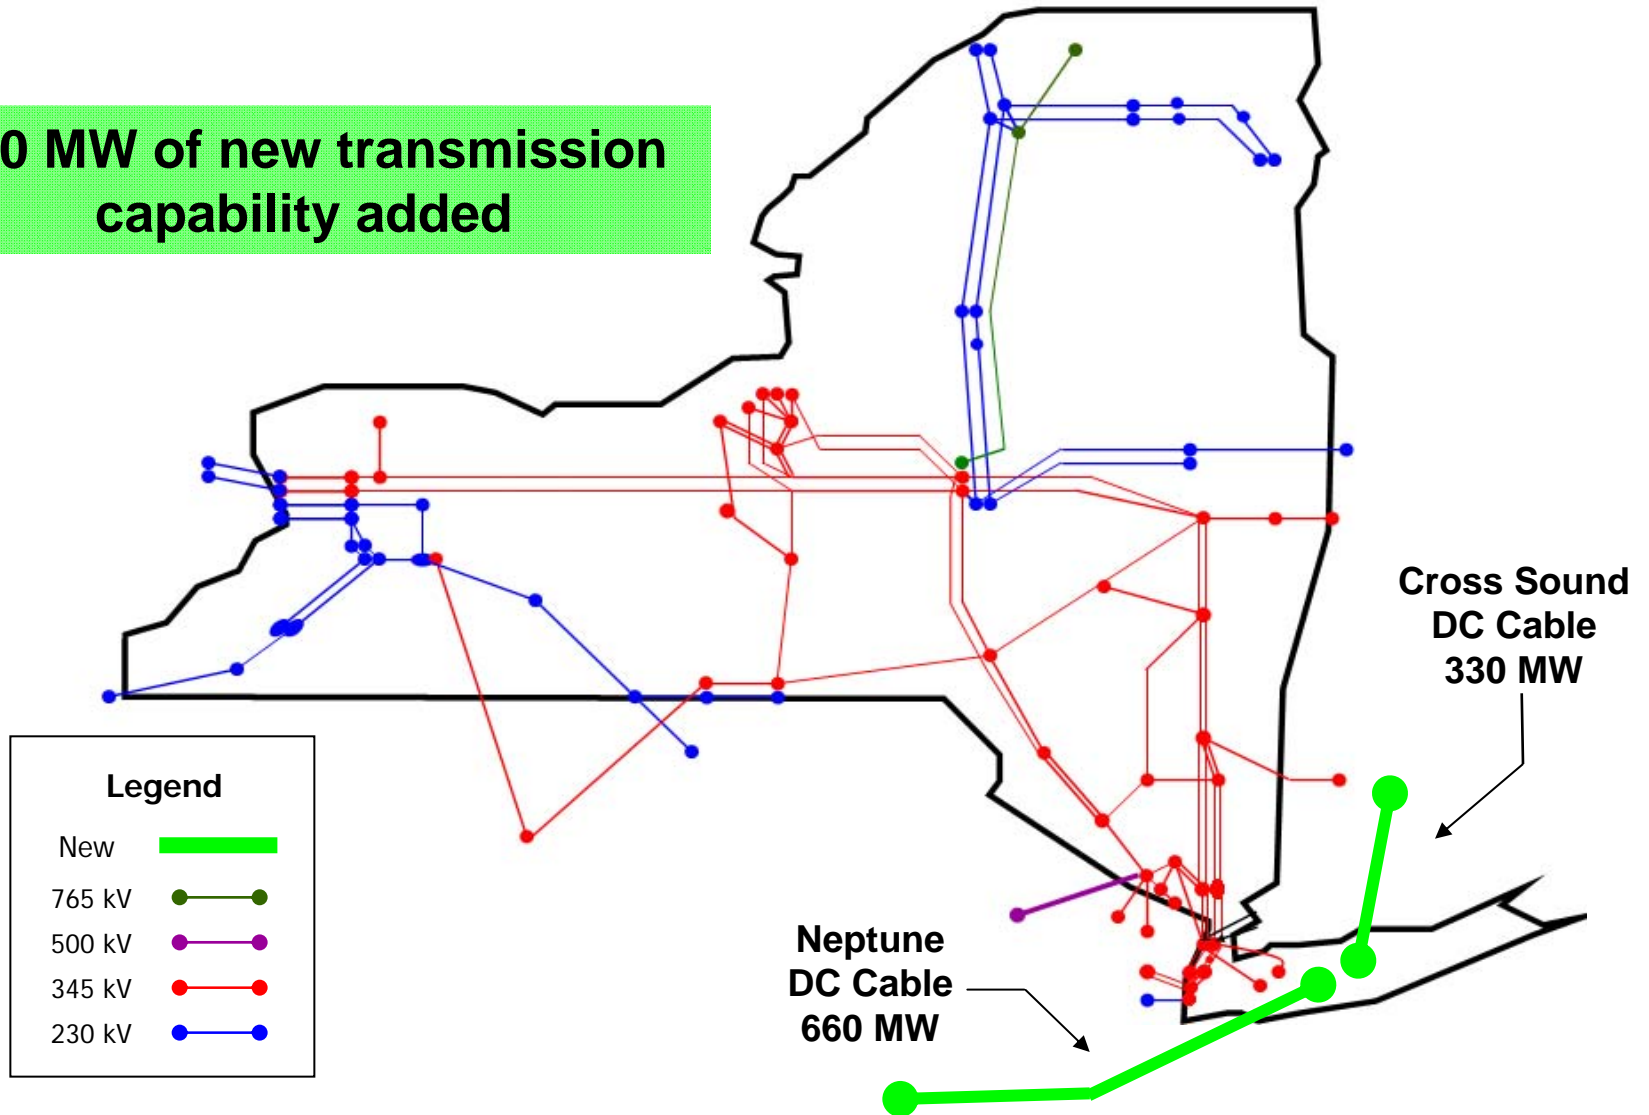 0 MW of new transmission
capability added
Cross Sound
DC Cable
330 MW
Legend
New
765 kV
500 kV
345 kV
230 kV
Neptune
DC Cable
660 MW